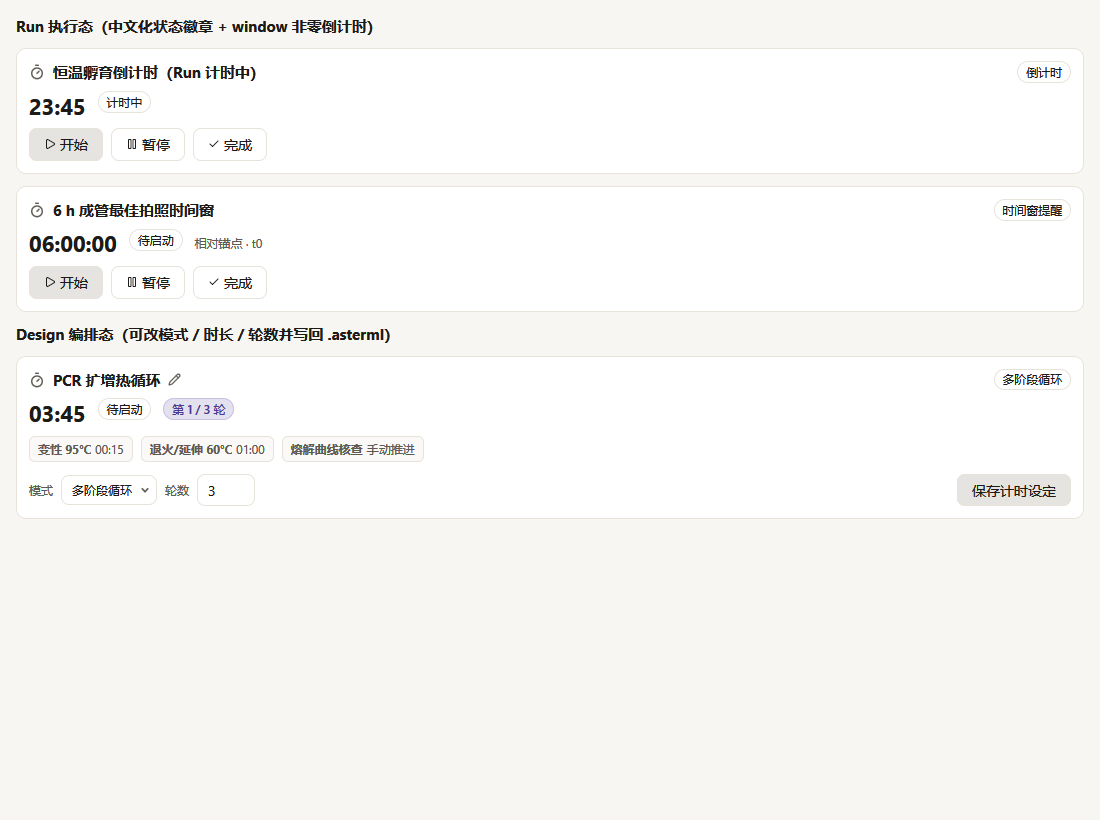 Run 执行态（中文化状态徽章 + window 非零倒计时）
恒温孵育倒计时（Run 计时中） 倒计时
23:45 计时中
开始 暂停 完成
6 h 成管最佳拍照时间窗 时间窗提醒
06:00:00 待启动 相对锚点 · t0
开始 暂停 完成
Design 编排态（可改模式 / 时长 / 轮数并写回 .asterml）
PCR 扩增热循环 多阶段循环
03:45 待启动 第 1 / 3 轮
变性 95°C 00:15 退火/延伸 60°C 01:00 熔解曲线核查 手动推进
模式 多阶段循环 轮数 3 保存计时设定